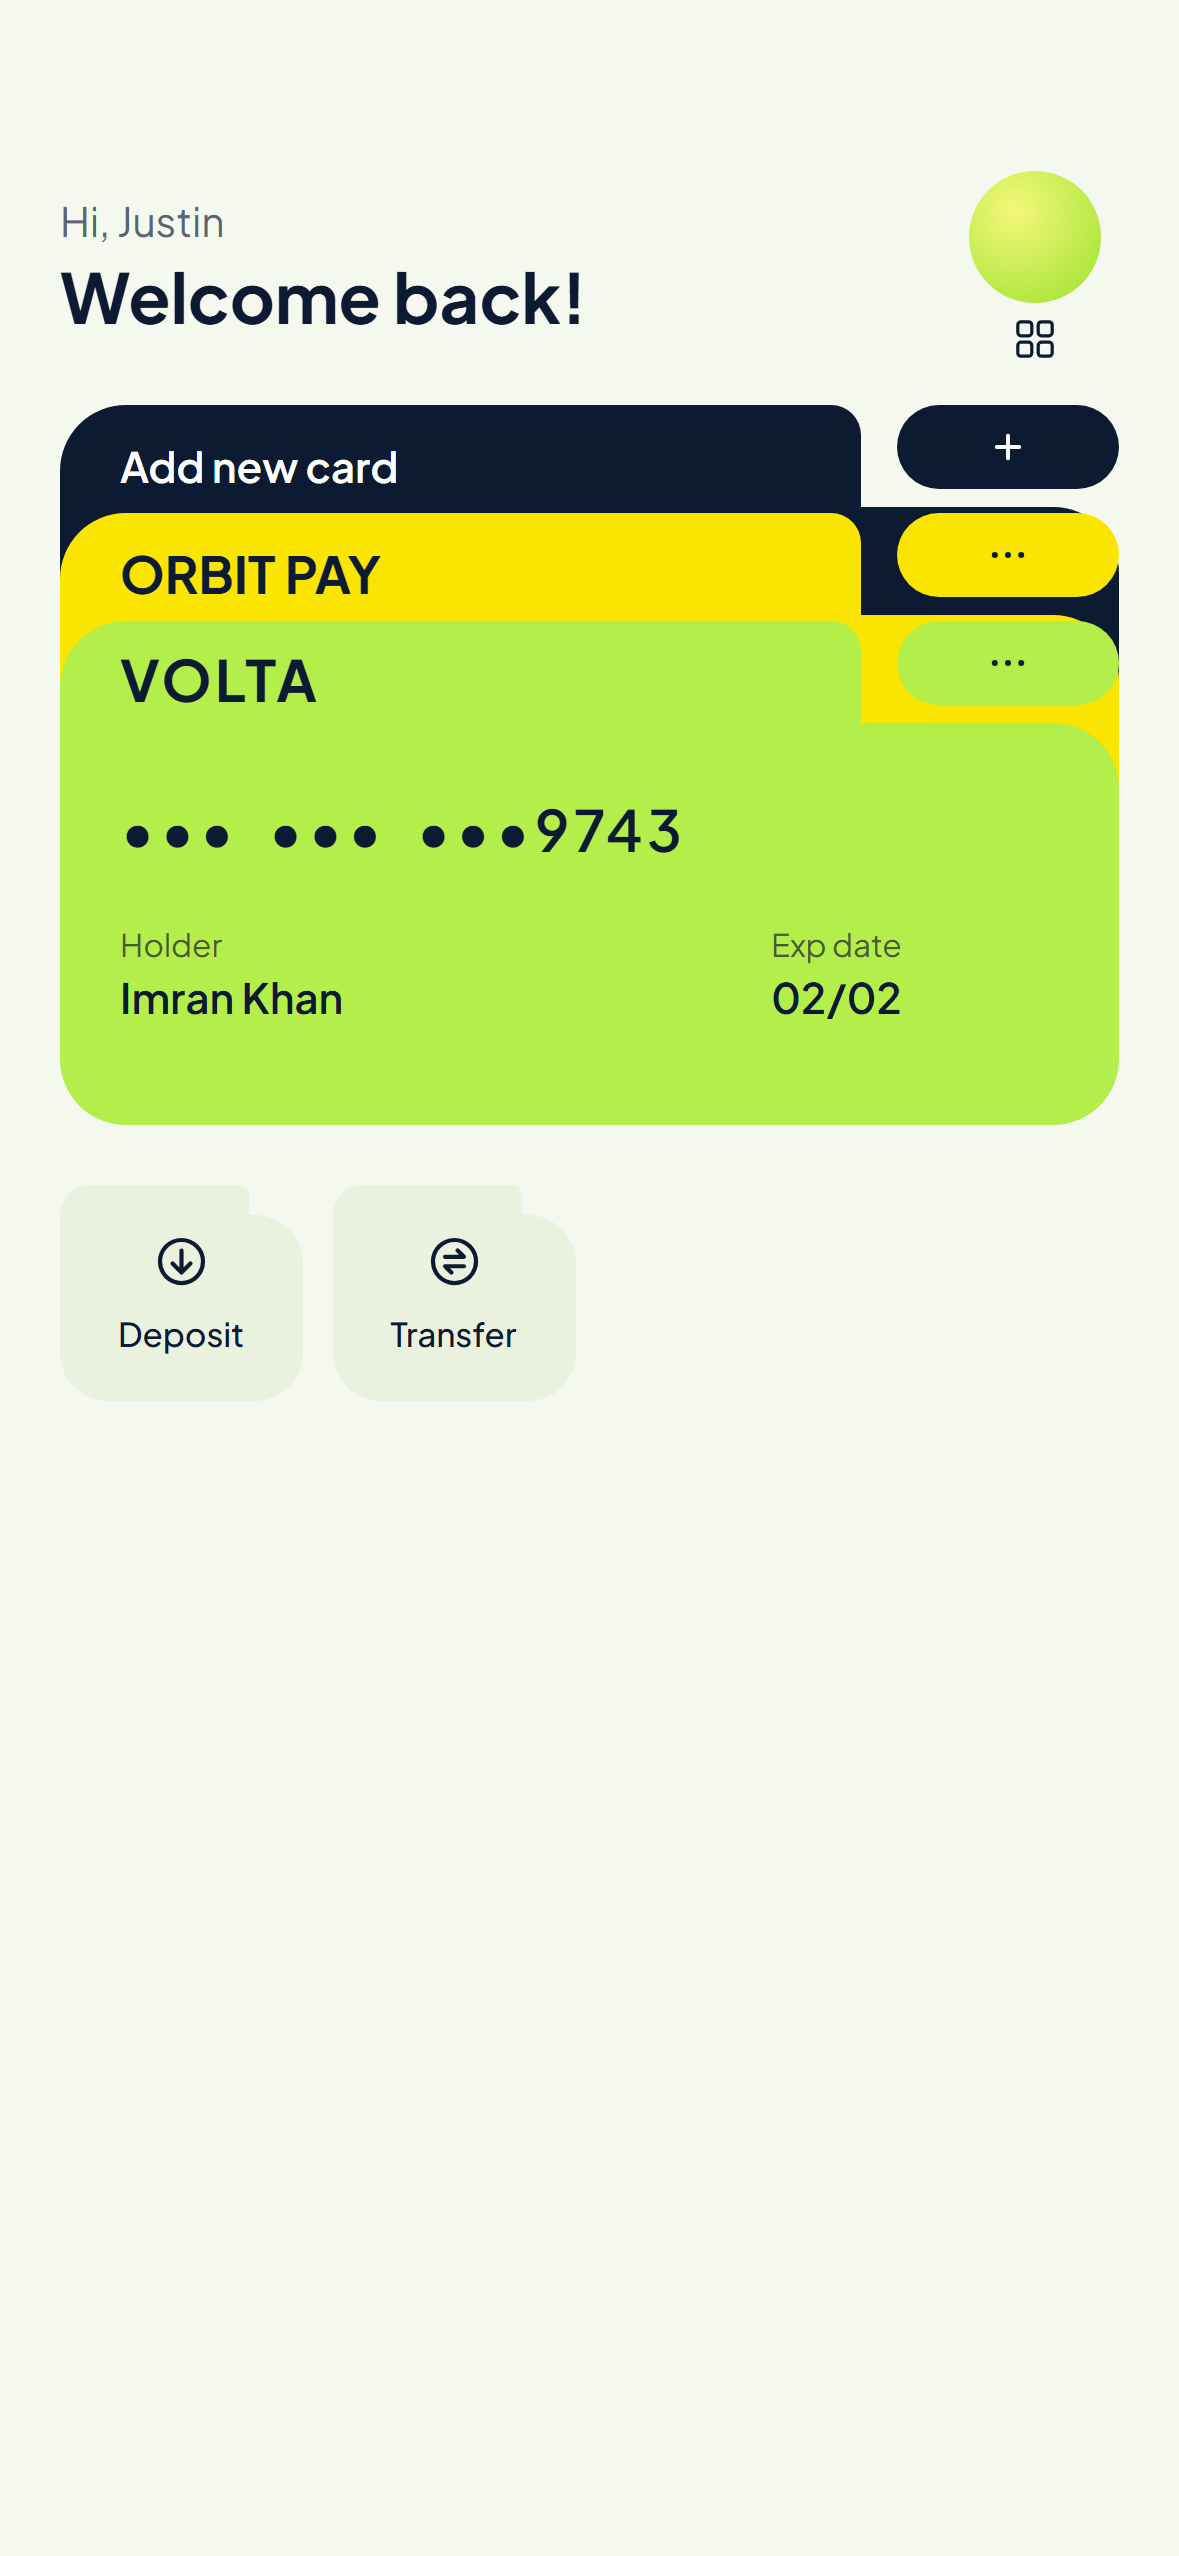 Hi, Justin
Welcome back!
Add new card
ORBIT PAY
VOLTA
●●● ●●● ●●●9743
Holder
Exp date
Imran Khan
02/02
Deposit
Transfer